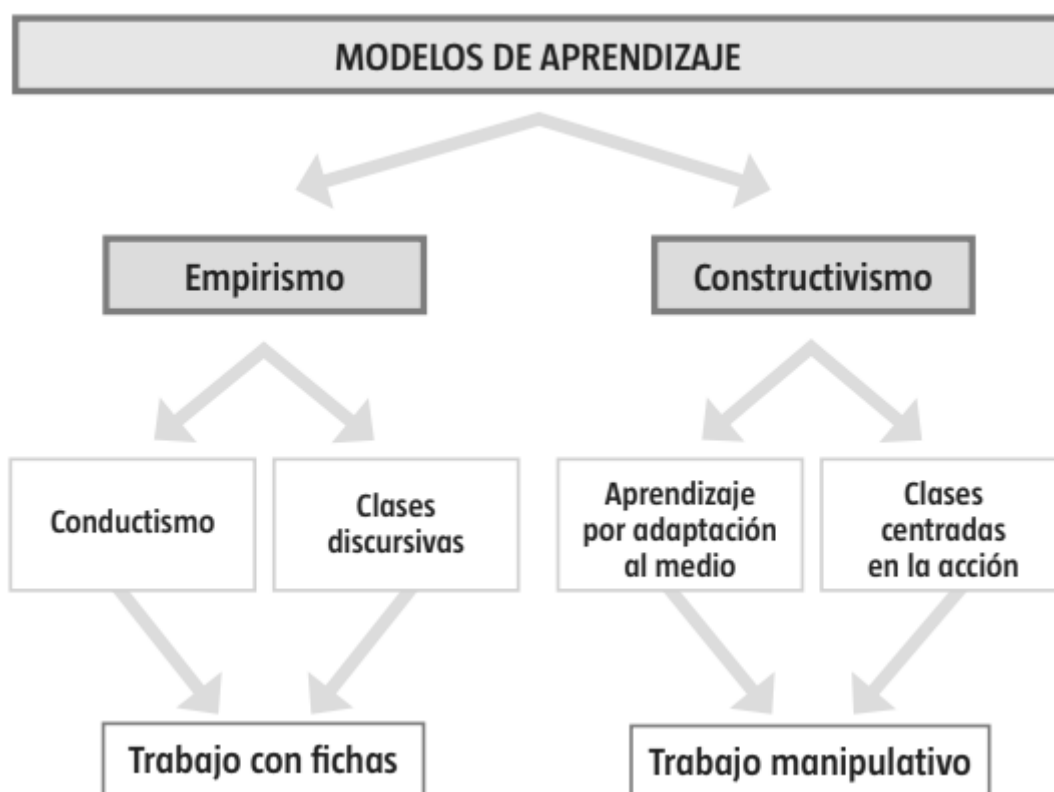 MODELOS DE APRENDIZAJE
Empirismo
Constructivismo
Conductismo
Clases
discursivas
Aprendizaje
por adaptación
al medio
Clases
centradas
en la acción
Trabajo con fichas
Trabajo manipulativo